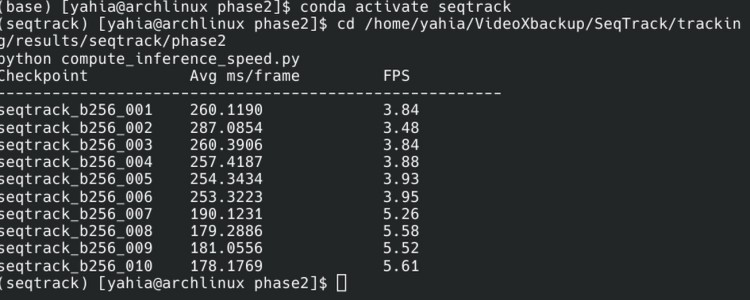 (base) [yahia@archlinux phase2]$ conda activate seqtrack
(seqtrack) [yahia@archlinux phase2]$ cd /home/yahia/VideoXbackup/SeqTrack/trackin
g/results/seqtrack/phase2
python compute_inference_speed.py
Checkpoint Avg ms/frame FPS
------------------------------------------------------------
seqtrack_b256_001 260.1190 3.84
seqtrack_b256_002 287.0854 3.48
seqtrack_b256_003 260.3906 3.84
seqtrack_b256_004 257.4187 3.88
seqtrack_b256_005 254.3434 3.93
seqtrack_b256_006 253.3223 3.95
seqtrack_b256_007 190.1231 5.26
seqtrack_b256_008 179.2886 5.58
seqtrack_b256_009 181.0556 5.52
seqtrack_b256_010 178.1769 5.61
(seqtrack) [yahia@archlinux phase2]$